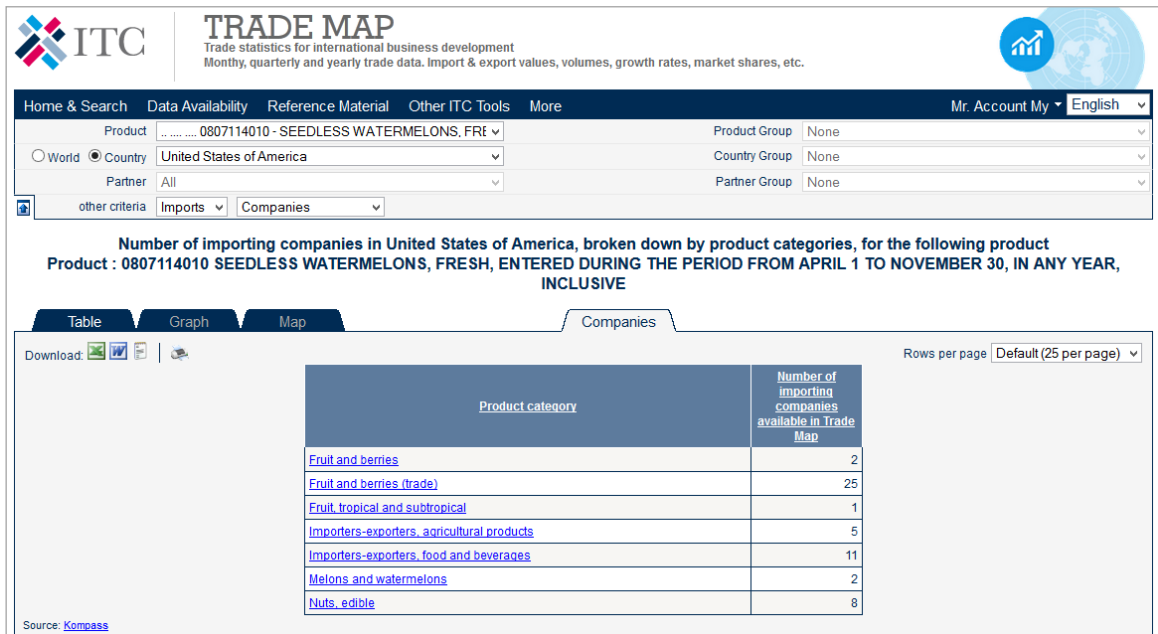 ITC
TRADE MAP
Trade statistics for international business development
Monthy, quarterly and yearly trade data. Import & export values, volumes, growth rates, market shares, etc.
Home & Search Data Availability Reference Material Other ITC Tools More Mr. Account My English
Product .. .... .... 0807114010 - SEEDLESS WATERMELONS, FRE Product Group None
World Country United States of America Country Group None
Partner All Partner Group None
other criteria Imports Companies
Number of importing companies in United States of America, broken down by product categories, for the following product
Product : 0807114010 SEEDLESS WATERMELONS, FRESH, ENTERED DURING THE PERIOD FROM APRIL 1 TO NOVEMBER 30, IN ANY YEAR,
INCLUSIVE
Table Graph Map Companies
Download: Rows per page Default (25 per page)
Product category
Number of
importing
companies
available in Trade
Map
Fruit and berries 2
Fruit and berries (trade) 25
Fruit, tropical and subtropical 1
Importers-exporters, agricultural products 5
Importers-exporters, food and beverages 11
Melons and watermelons 2
Nuts, edible 8
Source: Kompass